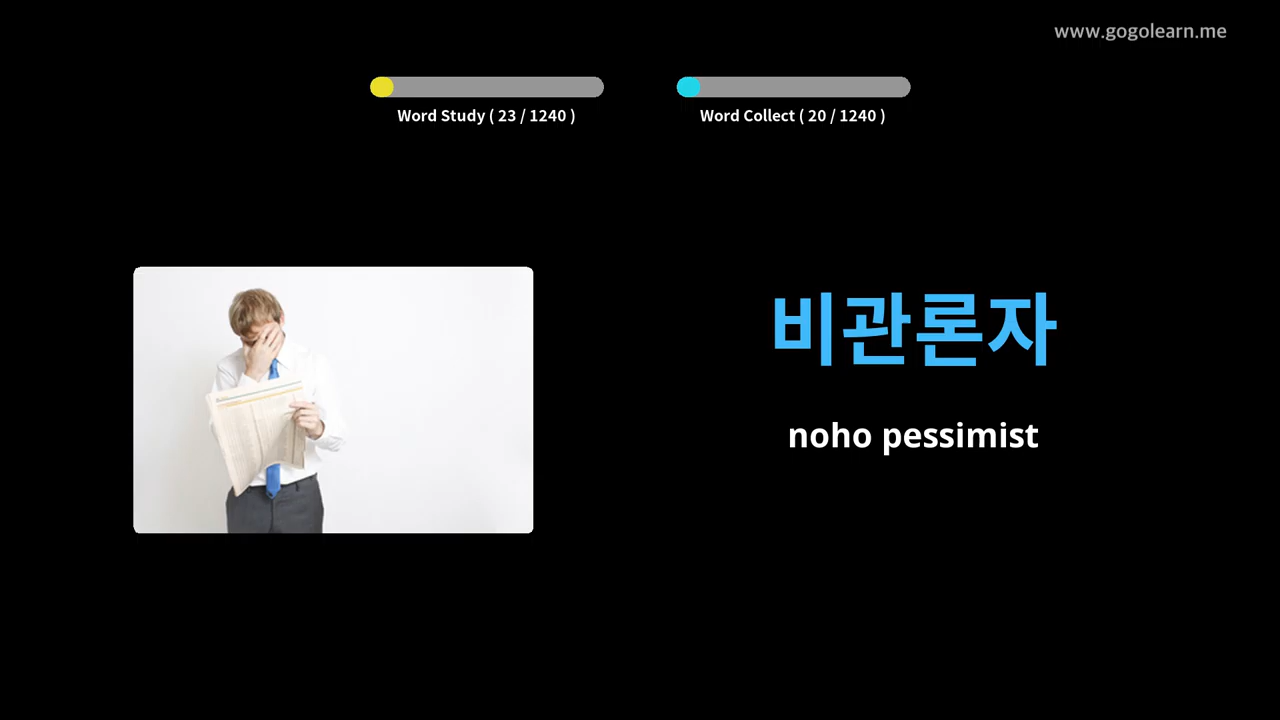 www.gogolearn.me
Word Study ( 23 / 1240 )
Word Collect ( 20 / 1240 )
비관론자
noho pessimist